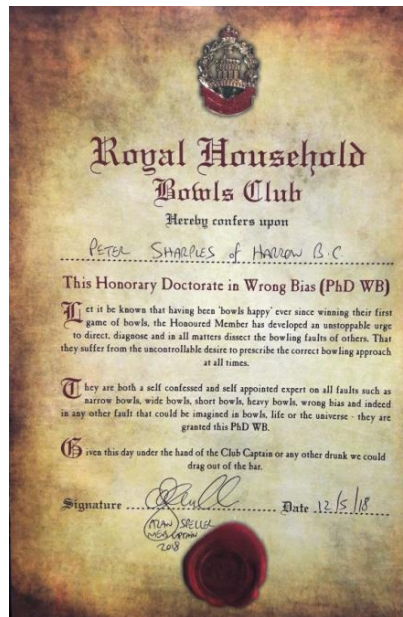 Royal Household
Bowls Club
Hereby confers upon
PETER SHARPLES of HARROW B.C.
This Honorary Doctorate in Wrong Bias (PhD WB)
Let it be known that having been 'bowls happy' ever since winning their first
game of bowls, the Honoured Member has developed an unstoppable urge
to direct, diagnose and in all matters dissect the bowling faults of others. That
they suffer from the uncontrollable desire to prescribe the correct bowling approach
at all times.
They are both a self confessed and self appointed expert on all faults such as
narrow bowls, wide bowls, short bowls, heavy bowls, wrong bias and indeed
in any other fault that could be imagined in bowls, life or the universe - they are
granted this PhD WB.
Given this day under the hand of the Club Captain or any other drunk we could
drag out of the bar.
Signature Date 12/5/18
(ALAN SPELLER
CAPTAIN
2018